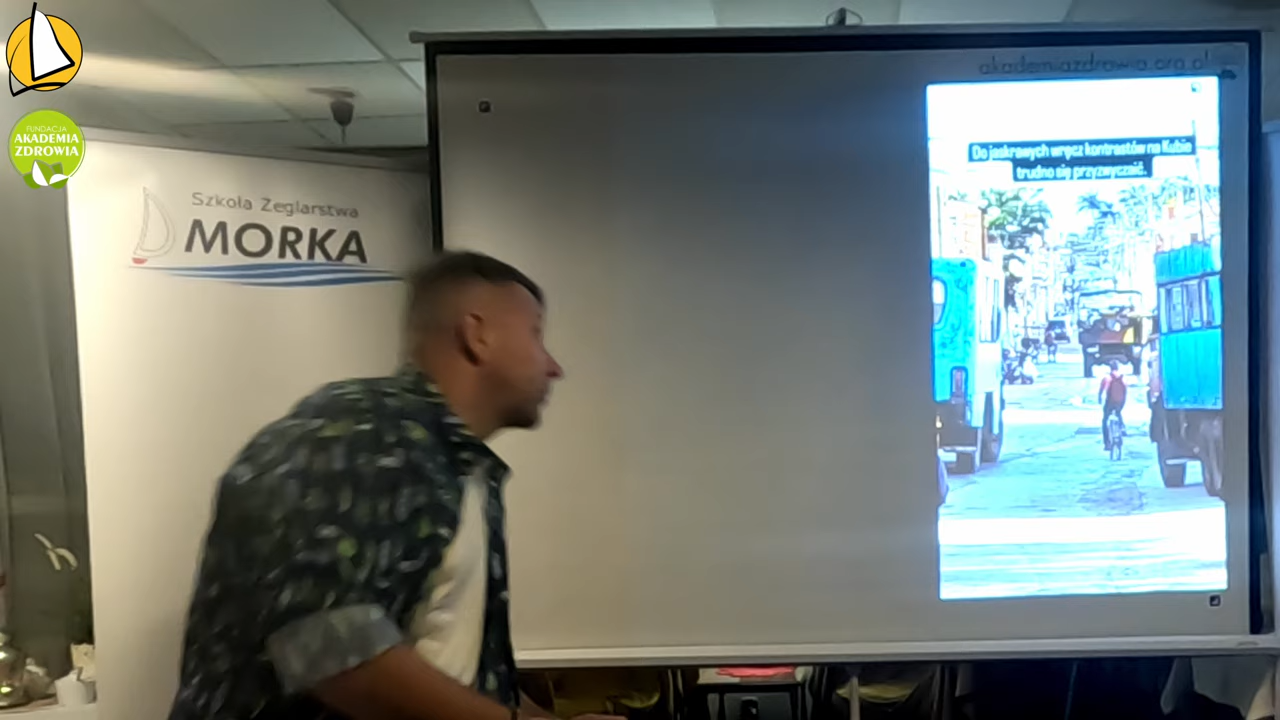 FUNDACJA
AKADEMIA
ZDROWIA
Szkoła Żeglarstwa
MORKA
akademiazdrowia.org.pl
Do jaskrawych wręcz kontrastów na Kubie
trudno się przyzwyczaić.